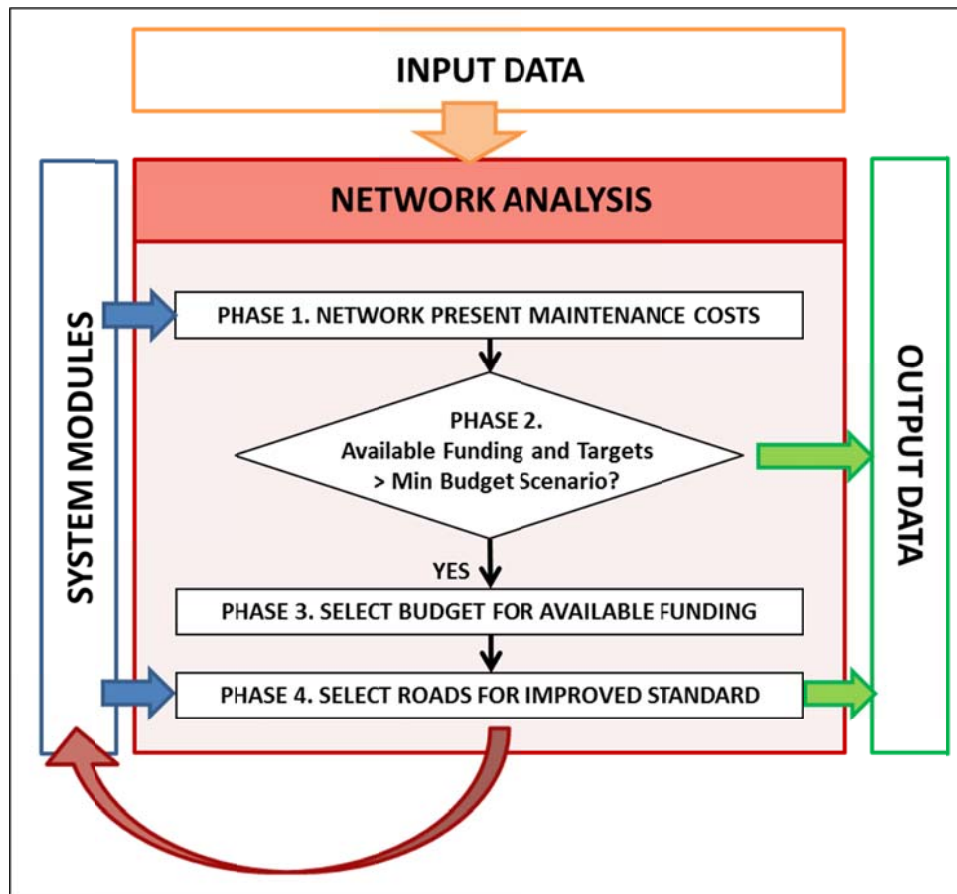 INPUT DATA
NETWORK ANALYSIS
SYSTEM MODULES
PHASE 1. NETWORK PRESENT MAINTENANCE COSTS
PHASE 2.
Available Funding and Targets
> Min Budget Scenario?
YES
PHASE 3. SELECT BUDGET FOR AVAILABLE FUNDING
PHASE 4. SELECT ROADS FOR IMPROVED STANDARD
OUTPUT DATA